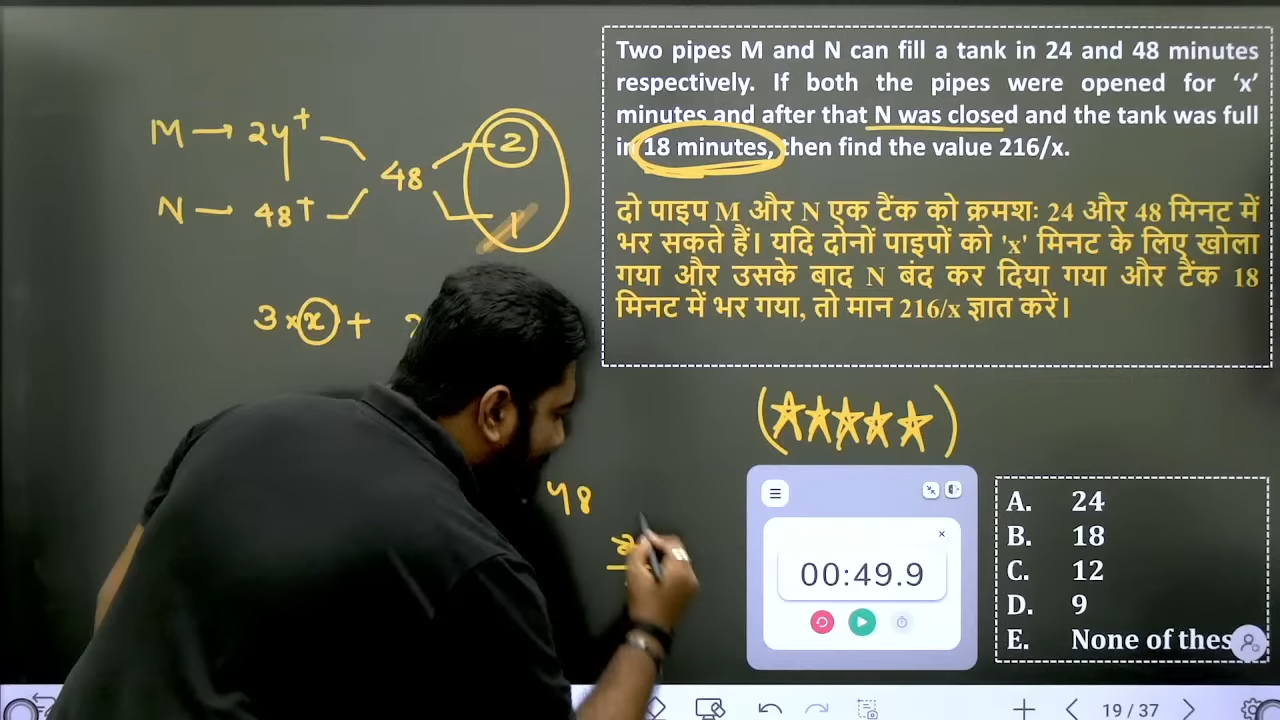 Two pipes M and N can fill a tank in 24 and 48 minutes
respectively. If both the pipes were opened for ‘x’
minutes and after that N was closed and the tank was full
in 18 minutes, then find the value 216/x.
दो पाइप M और N एक टैंक को क्रमशः 24 और 48 मिनट में
भर सकते हैं। यदि दोनों पाइपों को 'x' मिनट के लिए खोला
गया और उसके बाद N बंद कर दिया गया और टैंक 18
मिनट में भर गया, तो मान 216/x ज्ञात करें।
M → 24+
N → 48+
48
2
1
3×x +
48
00:49.9
A. 24
B. 18
C. 12
D. 9
E. None of thes
19 / 37